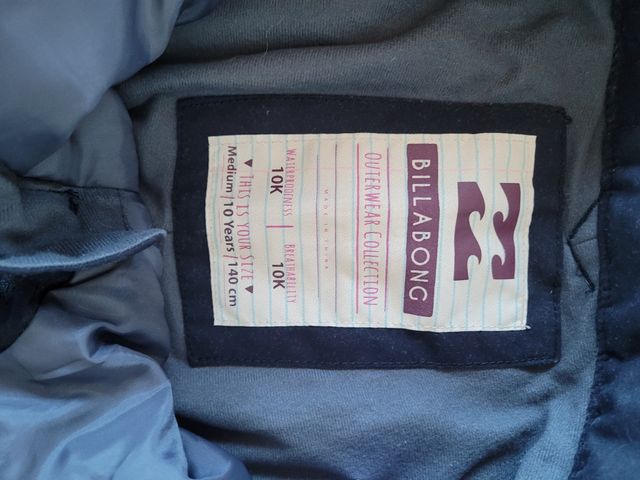 BILLABONG
OUTERWEAR COLLECTION
MADE IN CHINA
WATERPROOFNESS | BREATHABILITY
10K | 10K
▼ THIS IS YOUR SIZE ▼
Medium / 10 Years / 140 cm